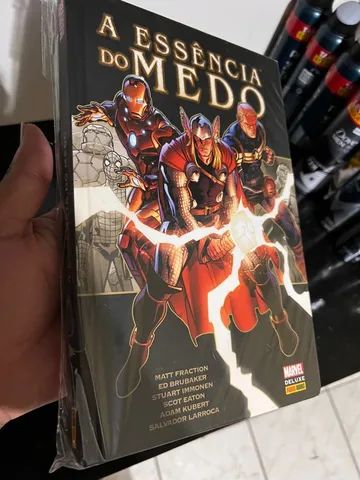 A ESSÊNCIA
DO MEDO
MATT FRACTION
ED BRUBAKER
STUART IMMONEN
SCOT EATON
ADAM KUBERT
SALVADOR LARROCA
MARVEL
DELUXE